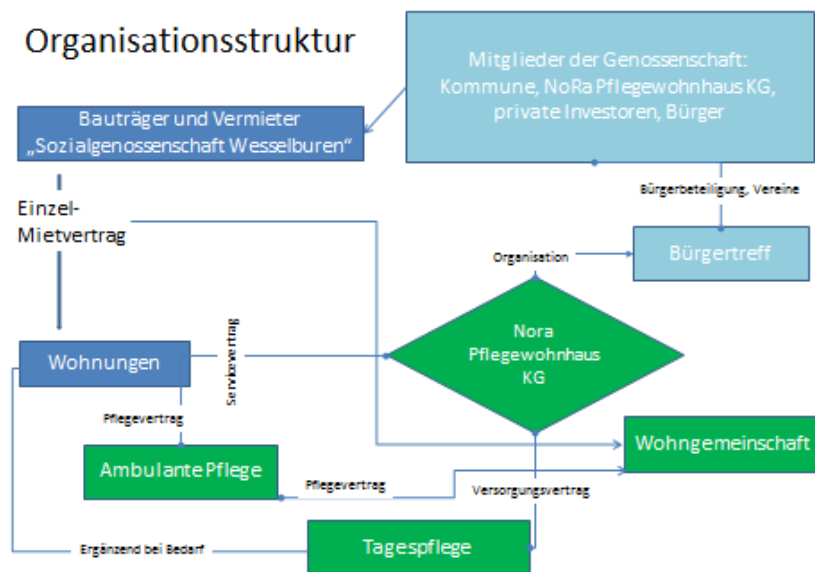 Organisationsstruktur
Mitglieder der Genossenschaft:
Kommune, NoRa Pflegewohnhaus KG,
private Investoren, Bürger
Bauträger und Vermieter
„Sozialgenossenschaft Wesselburen“
Bürgerbeteiligung, Vereine
Einzel-
Mietvertrag
Organisation
Bürgertreff
Servicevertrag
Nora
Pflegewohnhaus
KG
Wohnungen
Pflegevertrag
Wohngemeinschaft
Ambulante Pflege
Pflegevertrag
Versorgungsvertrag
Ergänzend bei Bedarf
Tagespflege